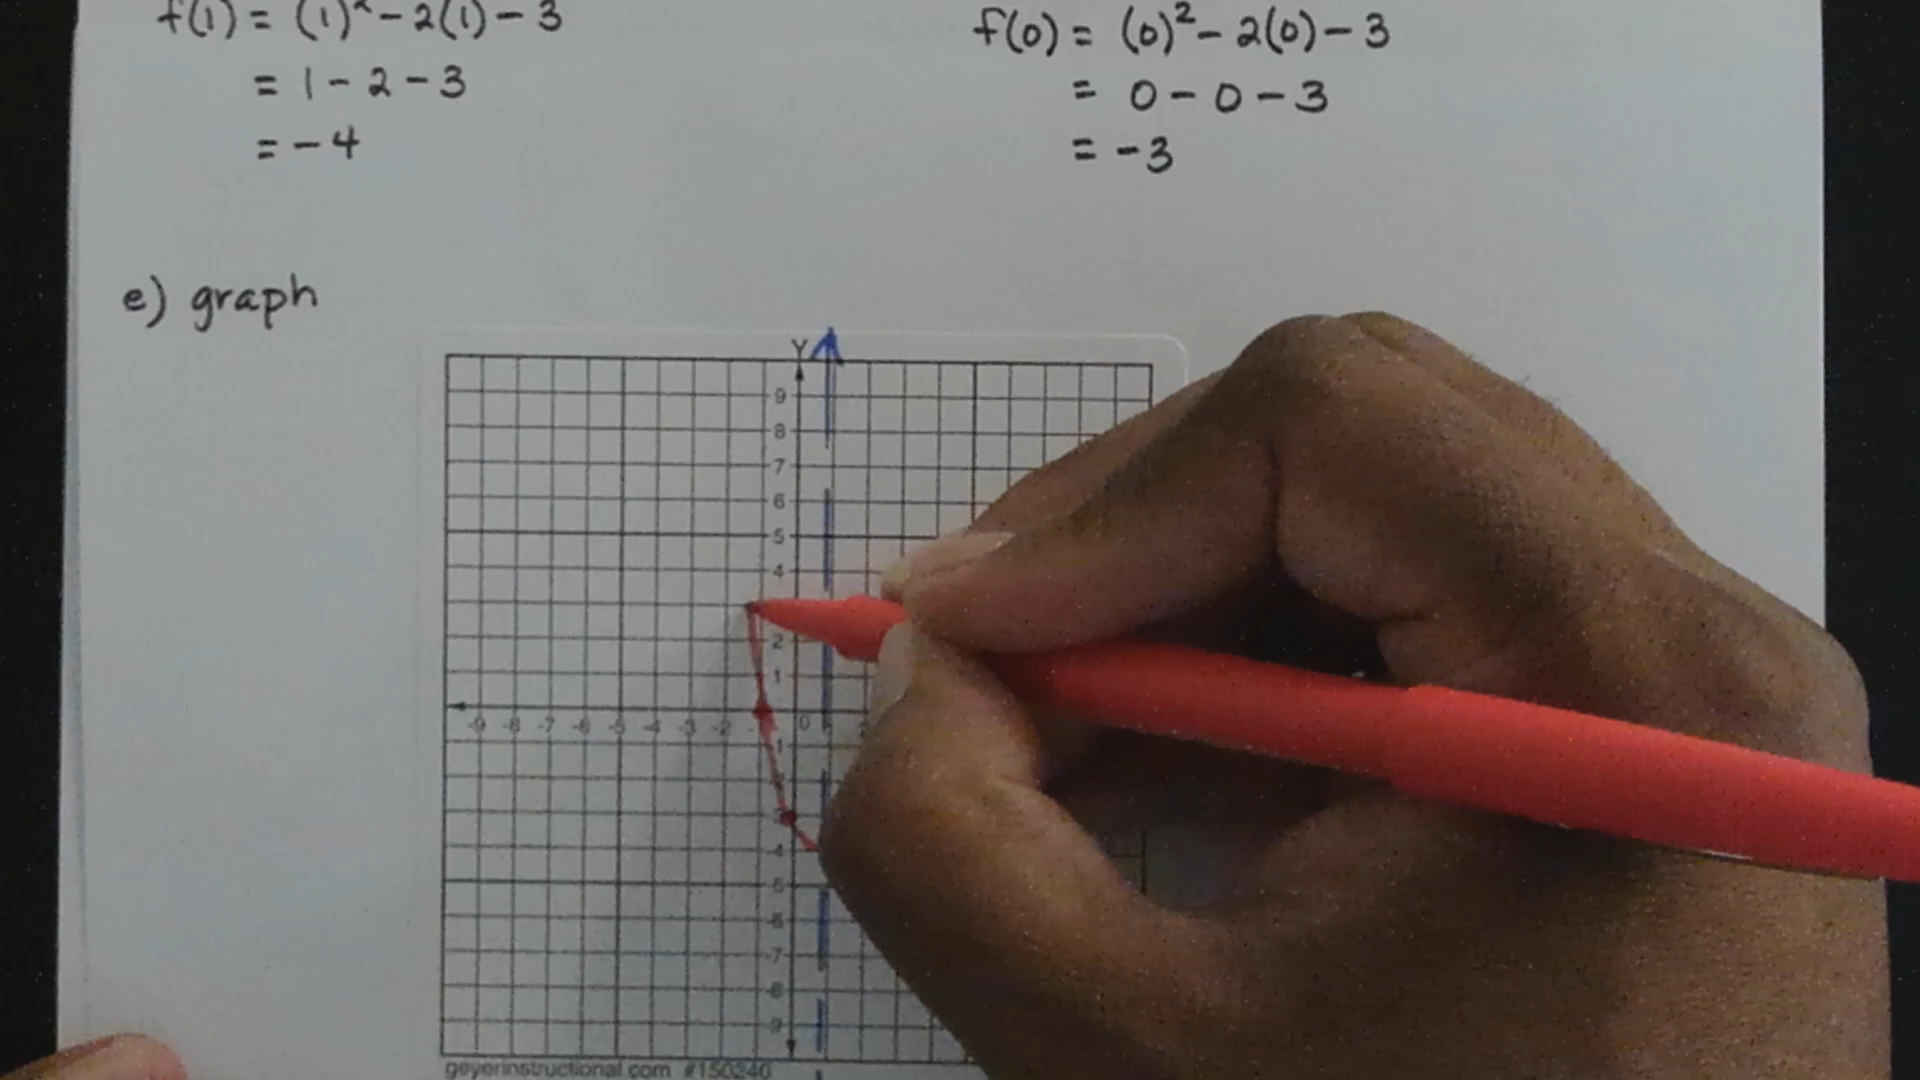 f(1) = (1)² - 2(1) - 3
= 1 - 2 - 3
= -4
f(0) = (0)² - 2(0) - 3
= 0 - 0 - 3
= -3
e) graph
Y
9
8
7
6
5
4
2
1
-9 -8 -7 -6 -5 -4 -3 -2 0
-4
-5
-6
-7
-8
-9
geyerinstructional.com #150240